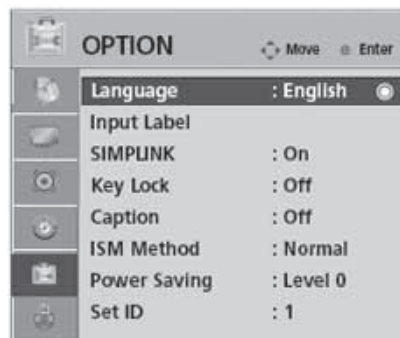 OPTION Move Enter
Language : English
Input Label
SIMPLINK : On
Key Lock : Off
Caption : Off
ISM Method : Normal
Power Saving : Level 0
Set ID : 1